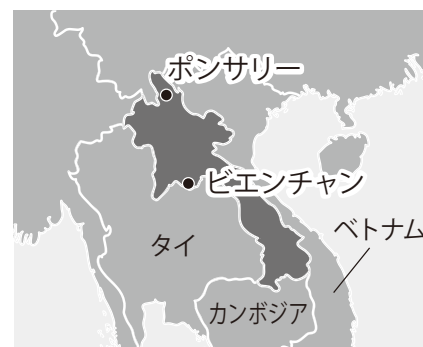 ポンサリー
ビエンチャン
ベトナム
タイ
カンボジア